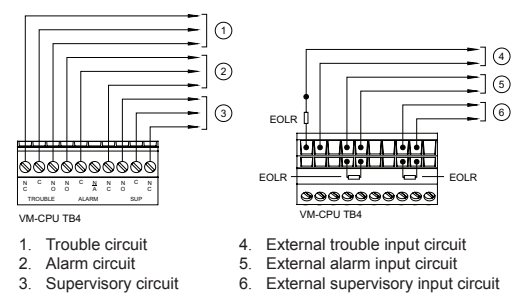 1
2
3
4
5
6
EOLR
EOLR
EOLR
N C
C
N O
N O
C
N A
N O
N O
C
N C
TROUBLE
ALARM
SUP
VM-CPU TB4
VM-CPU TB4
1. Trouble circuit
2. Alarm circuit
3. Supervisory circuit
4. External trouble input circuit
5. External alarm input circuit
6. External supervisory input circuit